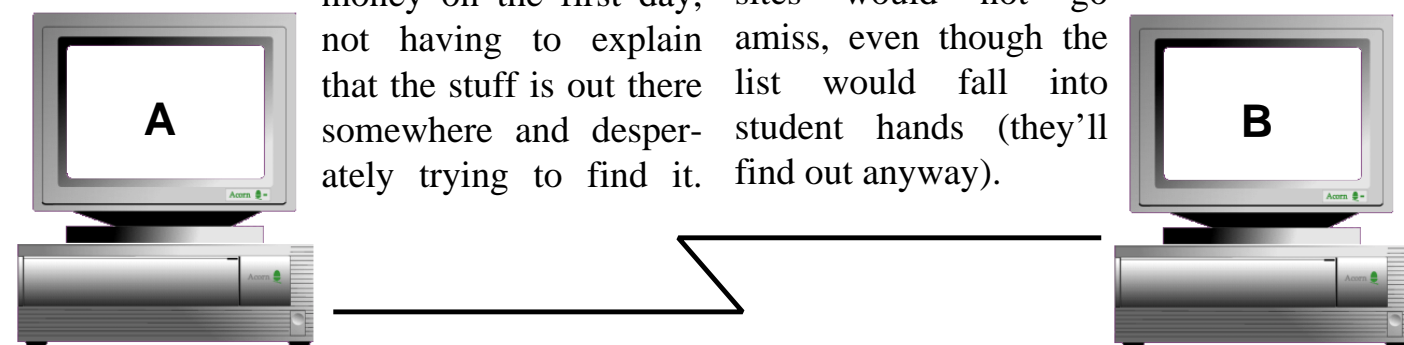 money on the first day,
not having to explain
that the stuff is out there
somewhere and desper-
ately trying to find it.
sites would not go
amiss, even though the
list would fall into
student hands (they'll
find out anyway).
A
Acorn
Acorn
B
Acorn
Acorn